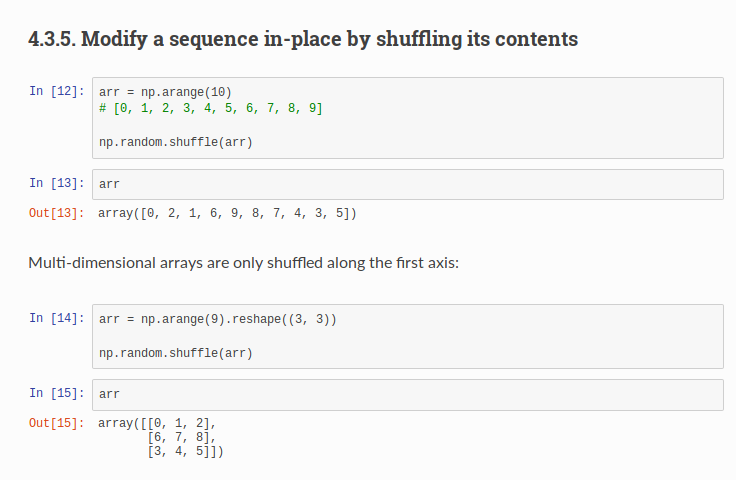 4.3.5. Modify a sequence in-place by shuffling its contents
In [12]: arr = np.arange(10)
# [0, 1, 2, 3, 4, 5, 6, 7, 8, 9]
np.random.shuffle(arr)
In [13]: arr
Out[13]: array([0, 2, 1, 6, 9, 8, 7, 4, 3, 5])
Multi-dimensional arrays are only shuffled along the first axis:
In [14]: arr = np.arange(9).reshape((3, 3))
np.random.shuffle(arr)
In [15]: arr
Out[15]: array([[0, 1, 2],
[6, 7, 8],
[3, 4, 5]])